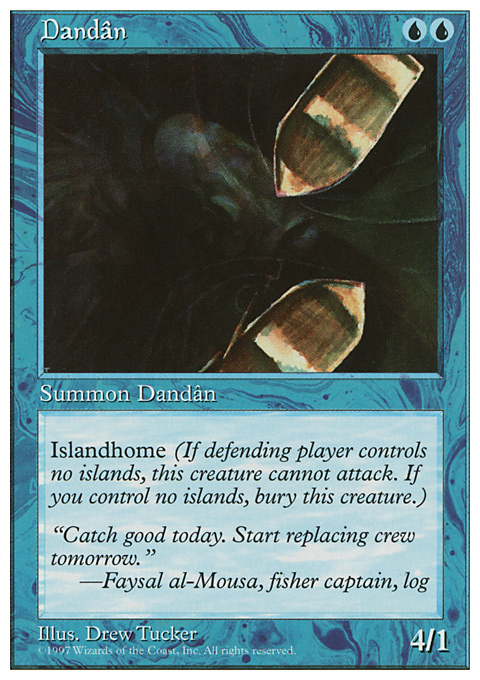 Dandân
Summon Dandân
Islandhome (If defending player controls
no islands, this creature cannot attack. If
you control no islands, bury this creature.)
“Catch good today. Start replacing crew
tomorrow.”
—Faysal al-Mousa, fisher captain, log
Illus. Drew Tucker
4/1
©1997 Wizards of the Coast, Inc. All rights reserved.